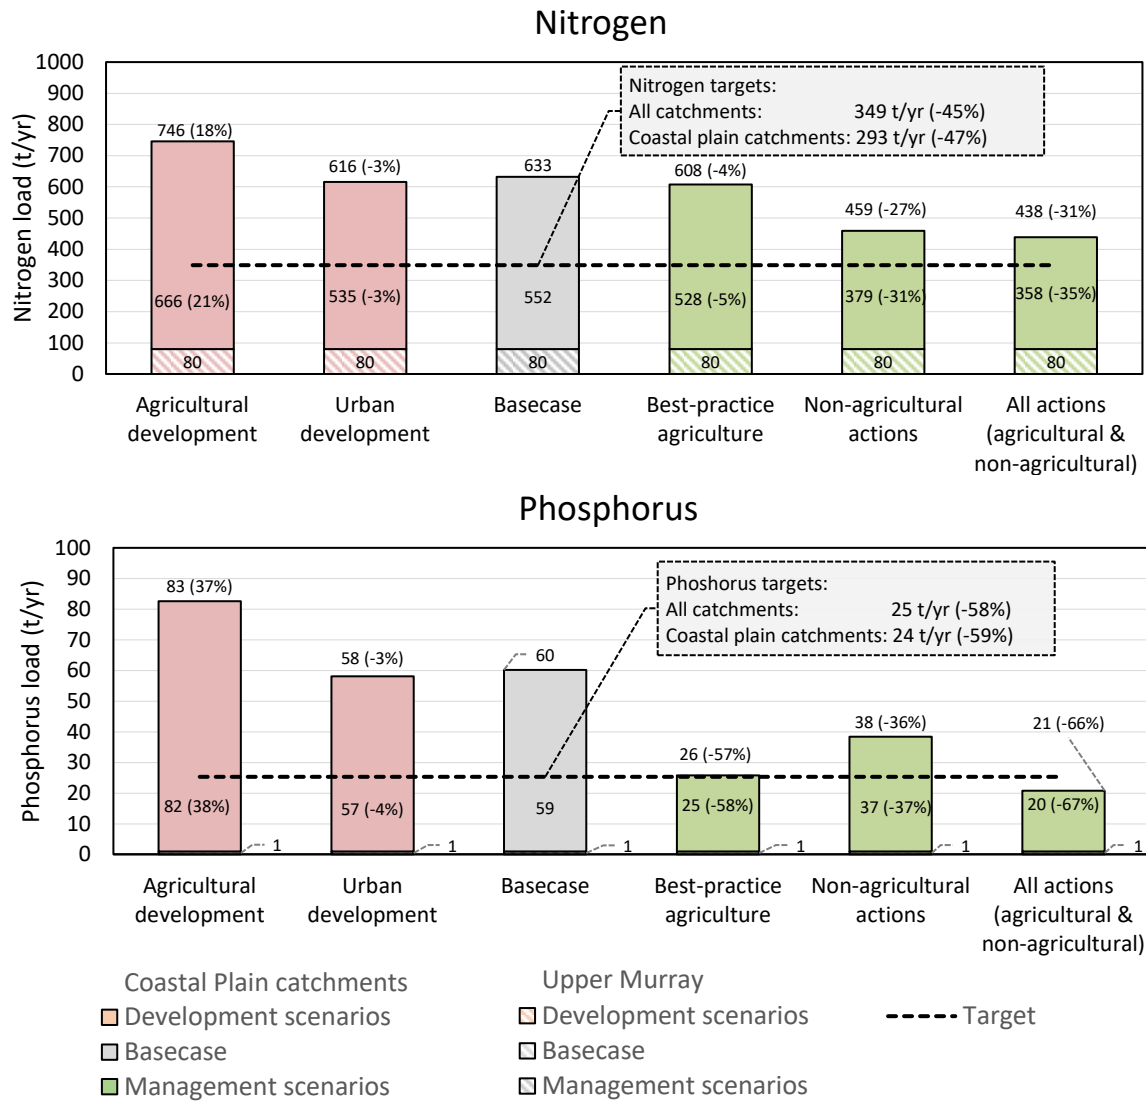 Nitrogen
Nitrogen load (t/yr)
1000
900
800
700
600
500
400
300
200
100
0
Nitrogen targets:
All catchments: 349 t/yr (-45%)
Coastal plain catchments: 293 t/yr (-47%)
746 (18%)
616 (-3%)
633
608 (-4%)
459 (-27%)
438 (-31%)
666 (21%)
535 (-3%)
552
528 (-5%)
379 (-31%)
358 (-35%)
80
80
80
80
80
80
Agricultural
development
Urban
development
Basecase
Best-practice
agriculture
Non-agricultural
actions
All actions
(agricultural &
non-agricultural)
Phosphorus
Phosphorus load (t/yr)
100
90
80
70
60
50
40
30
20
10
0
Phoshorus targets:
All catchments: 25 t/yr (-58%)
Coastal plain catchments: 24 t/yr (-59%)
83 (37%)
58 (-3%)
60
26 (-57%)
38 (-36%)
21 (-66%)
82 (38%)
57 (-4%)
59
25 (-58%)
37 (-37%)
20 (-67%)
1
1
1
1
1
1
Agricultural
development
Urban
development
Basecase
Best-practice
agriculture
Non-agricultural
actions
All actions
(agricultural &
non-agricultural)
Coastal Plain catchments
Development scenarios
Basecase
Management scenarios
Upper Murray
Development scenarios
Basecase
Management scenarios
Target